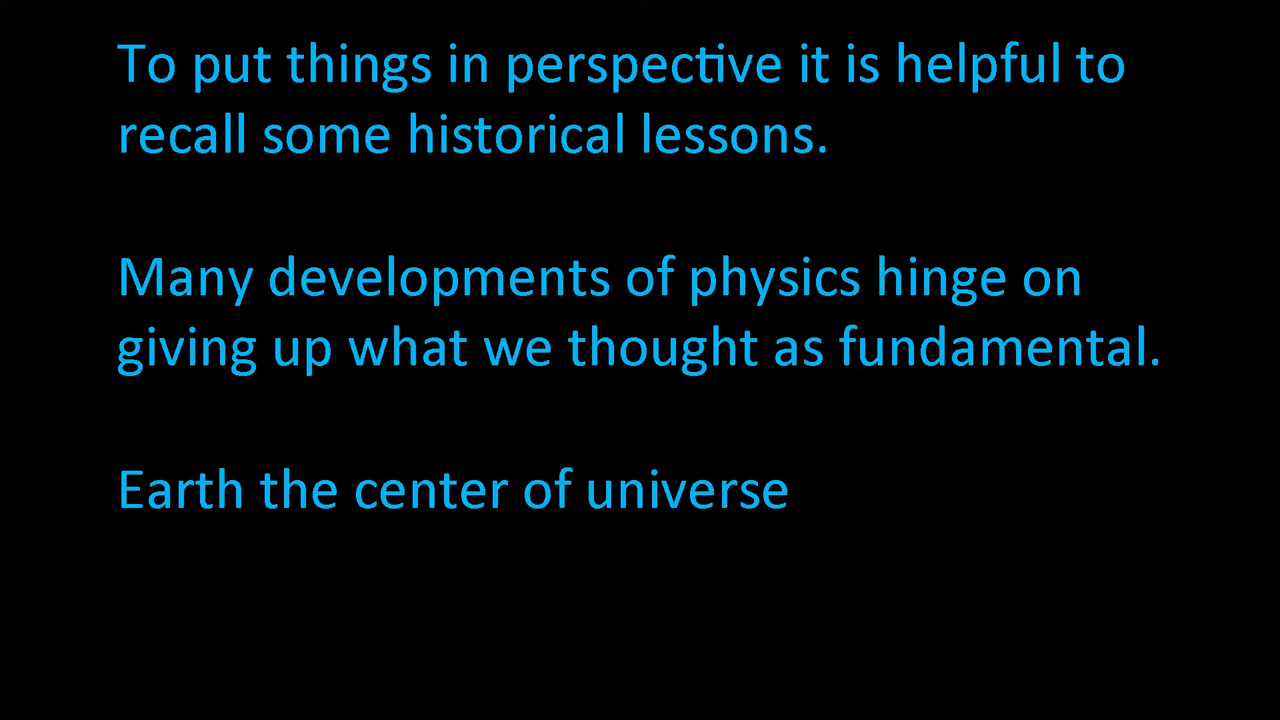 To put things in perspective it is helpful to
recall some historical lessons.
Many developments of physics hinge on
giving up what we thought as fundamental.
Earth the center of universe